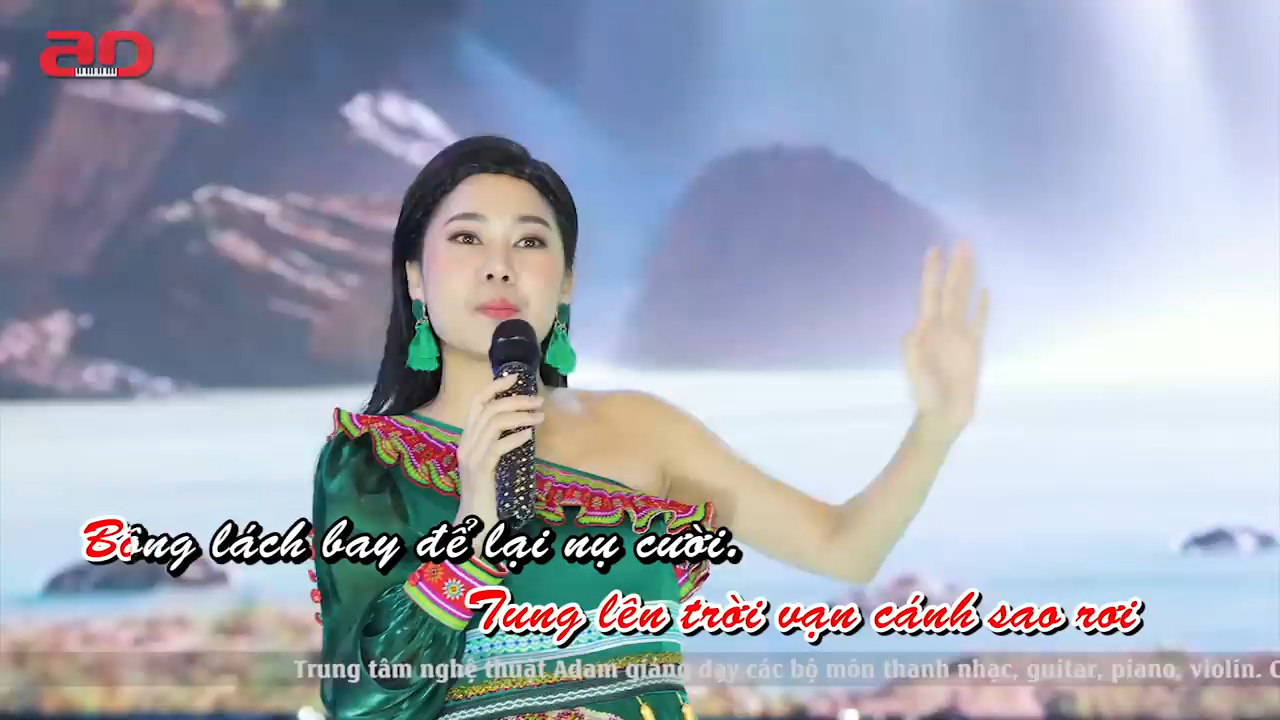 an
Bông lách bay để lại nụ cười.
Tung lên trời vạn cánh sao rơi
Trung tâm nghệ thuật Adam giảng dạy các bộ môn thanh nhạc, guitar, piano, violin. C